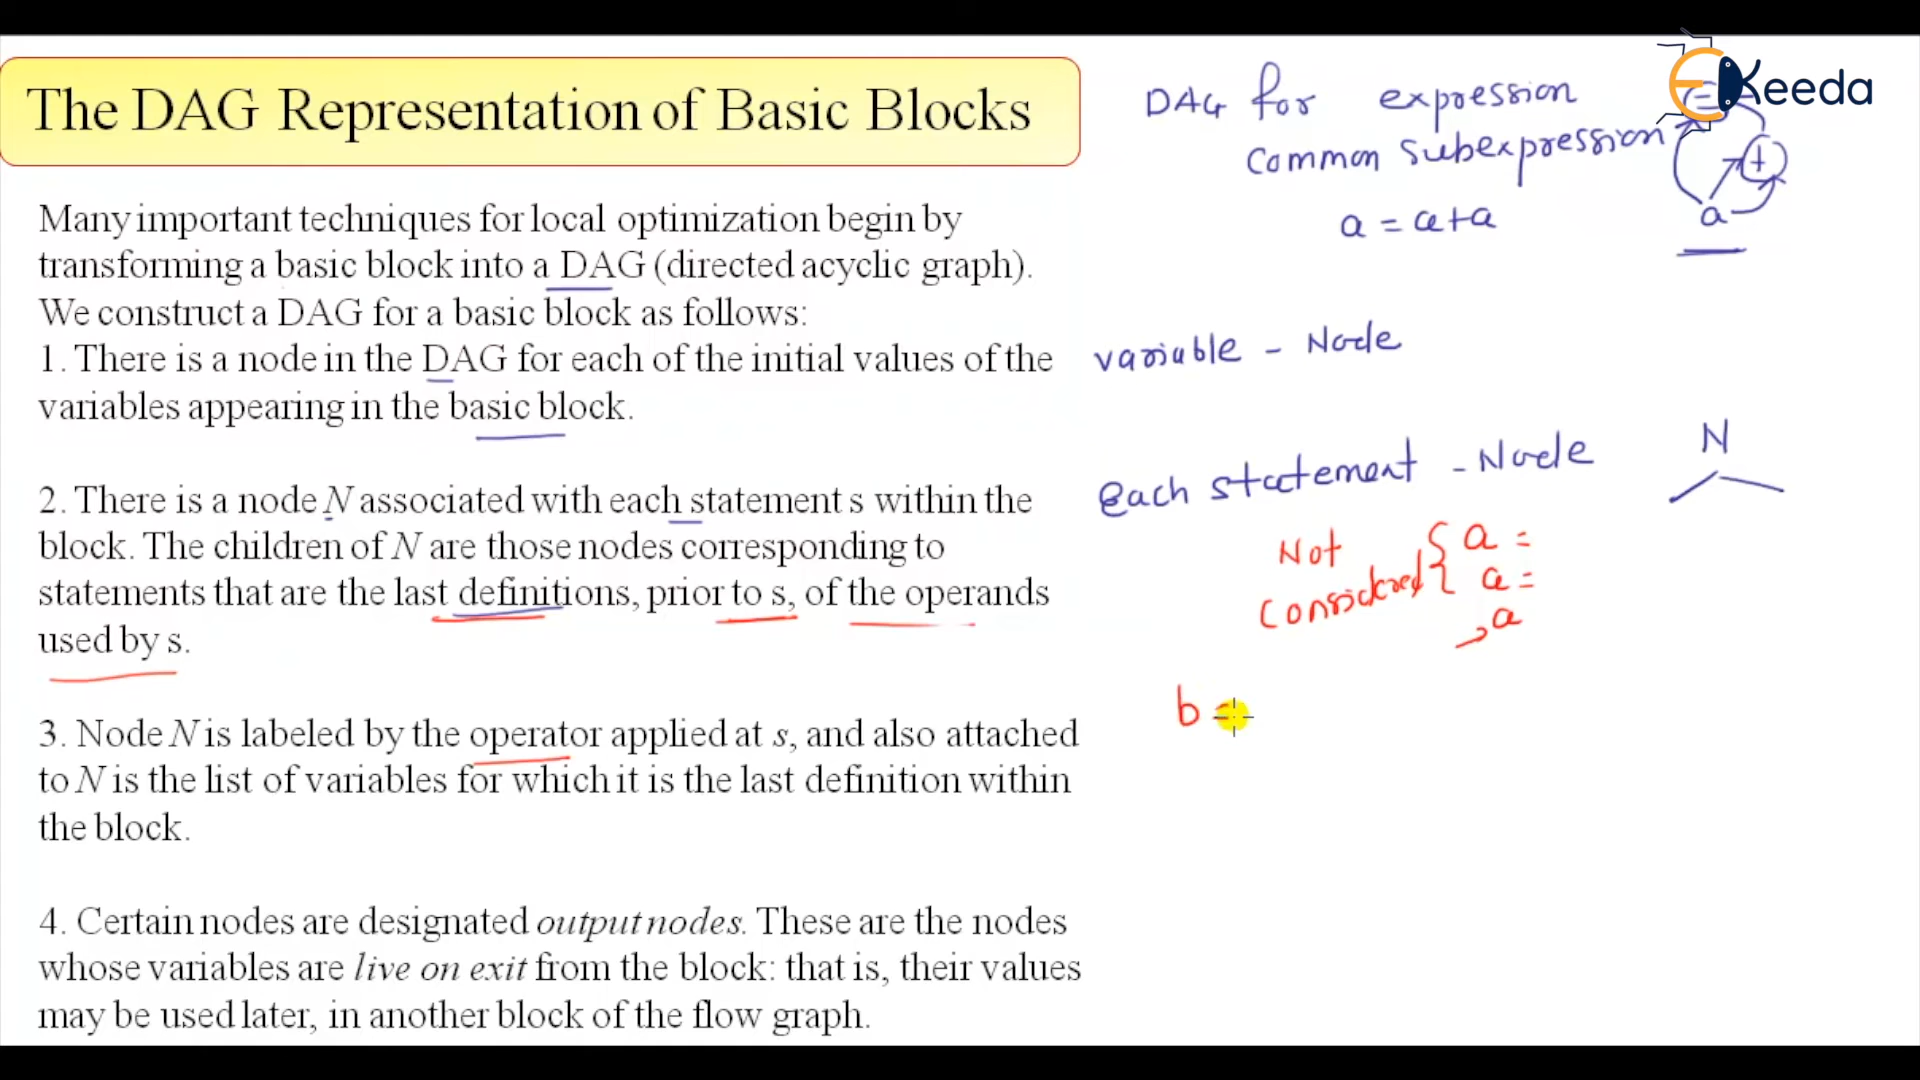 The DAG Representation of Basic Blocks
Many important techniques for local optimization begin by
transforming a basic block into a DAG (directed acyclic graph).
We construct a DAG for a basic block as follows:
1. There is a node in the DAG for each of the initial values of the
variables appearing in the basic block.
2. There is a node N associated with each statement s within the
block. The children of N are those nodes corresponding to
statements that are the last definitions, prior to s, of the operands
used by s.
3. Node N is labeled by the operator applied at s, and also attached
to N is the list of variables for which it is the last definition within
the block.
4. Certain nodes are designated output nodes. These are the nodes
whose variables are live on exit from the block: that is, their values
may be used later, in another block of the flow graph.
Keeda
DAG for expression
Common subexpression
a = a+a
=
+
a
variable - Node
each statement - Node
N
Not
Considered
{ a =
a =
a
b =